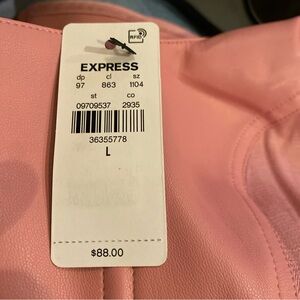 RFID
EXPRESS
dp cl sz
97 863 1104
st co
09709537 2935
36355778
L
$88.00